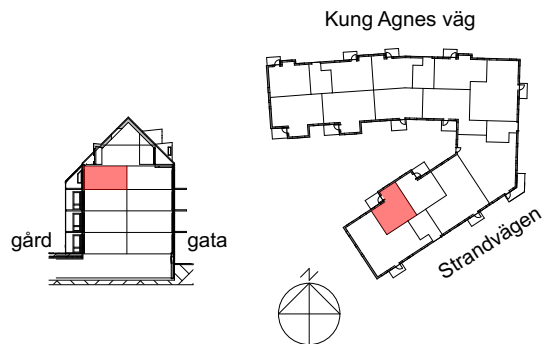 Kung Agnes väg
gård
gata
Strandvägen
N